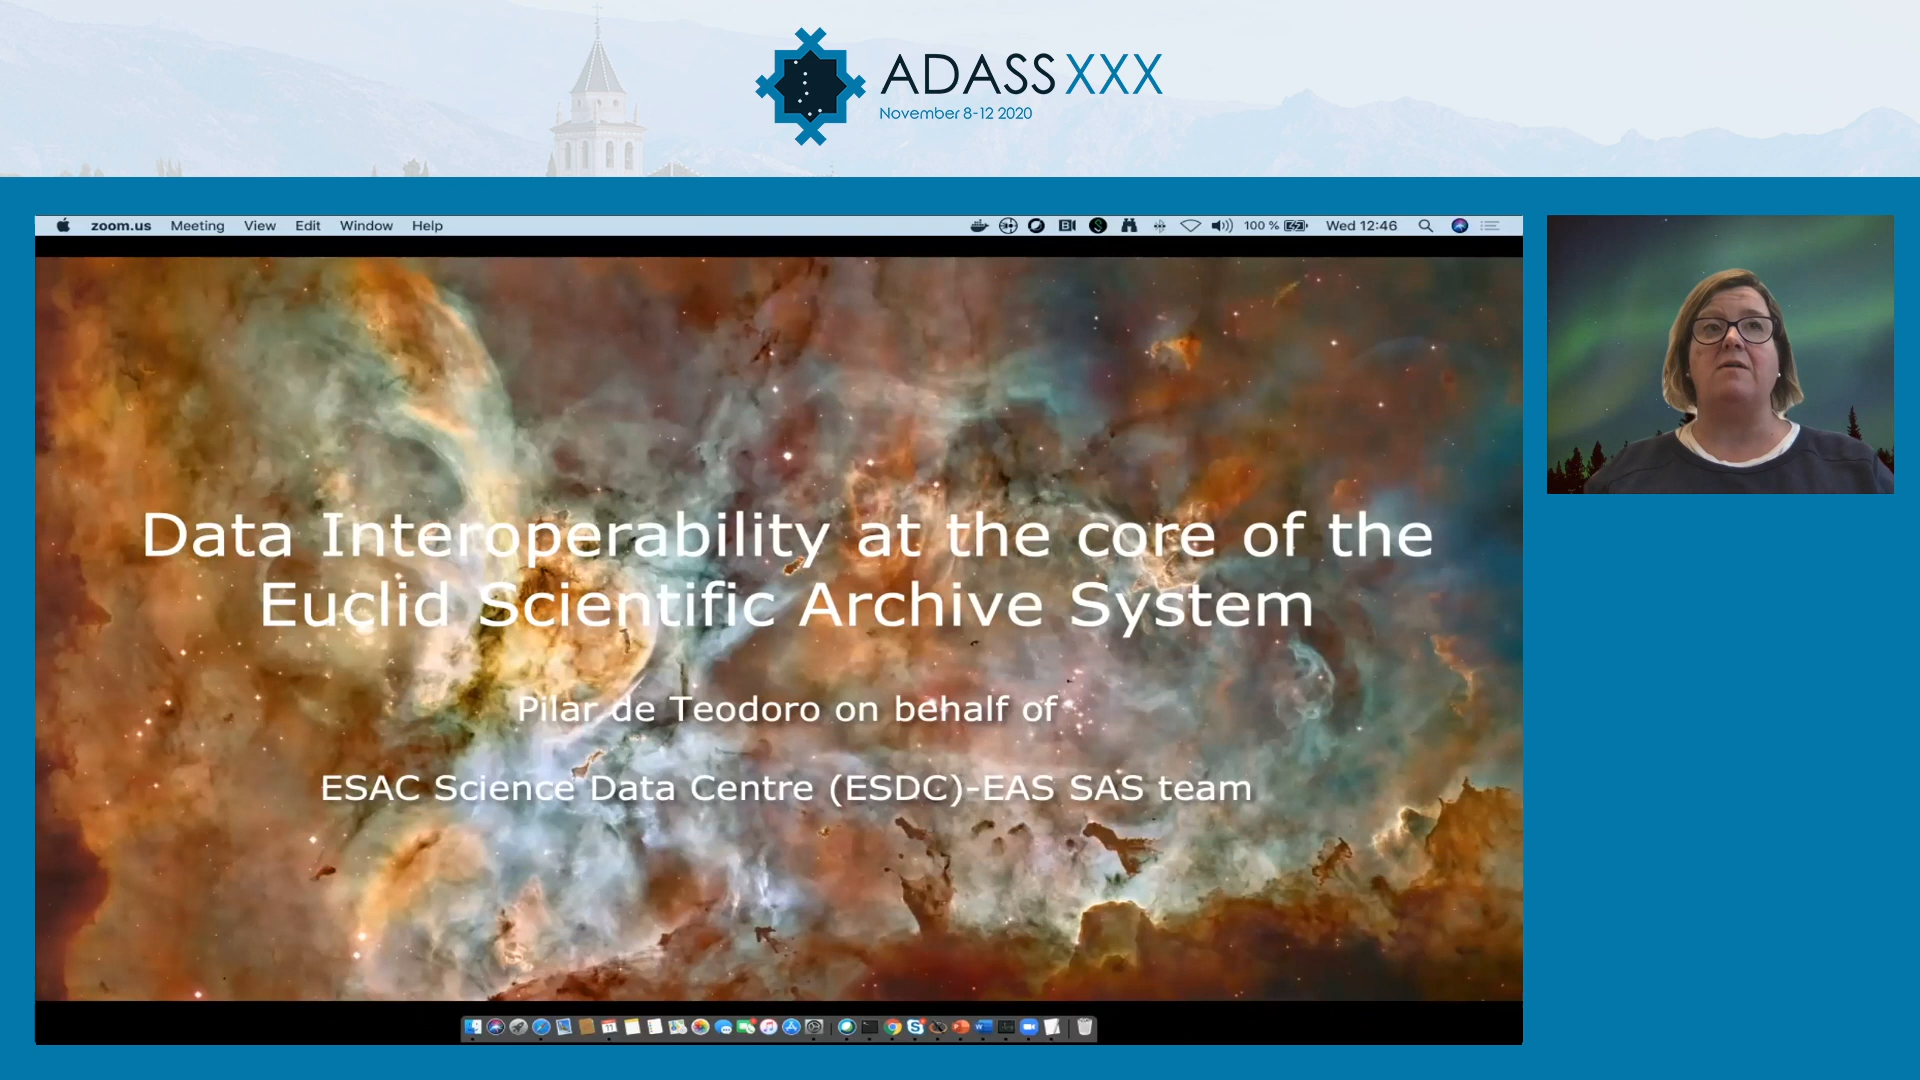 ADASS XXX
November 8-12 2020
zoom.us Meeting View Edit Window Help 100 % Wed 12:46
Data Interoperability at the core of the
Euclid Scientific Archive System
Pilar de Teodoro on behalf of
ESAC Science Data Centre (ESDC)-EAS SAS team